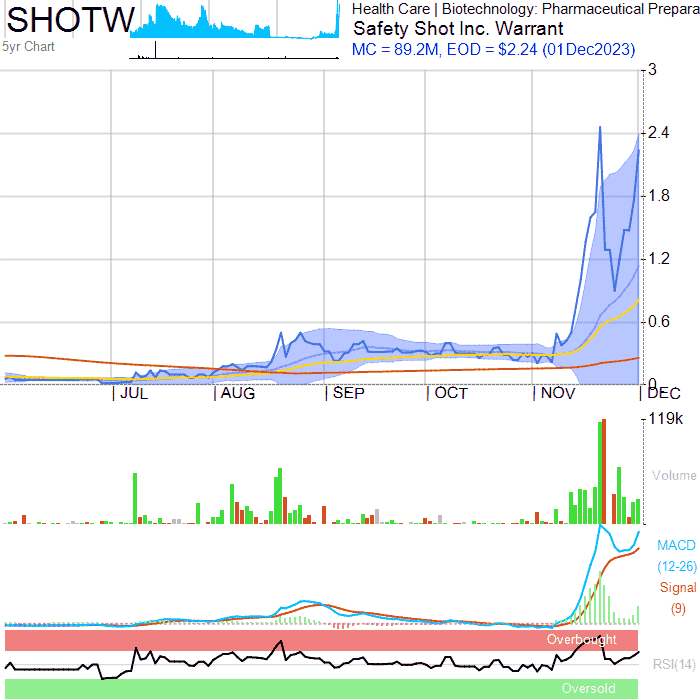 SHOTW
Health Care | Biotechnology: Pharmaceutical Prepara
Safety Shot Inc. Warrant
5yr Chart
MC = 89.2M, EOD = $2.24 (01Dec2023)
3
2.4
1.8
1.2
0.6
0
JUL AUG SEP OCT NOV DEC
119k
Volume
MACD
(12-26)
Signal
(9)
Overbought
RSI(14)
Oversold